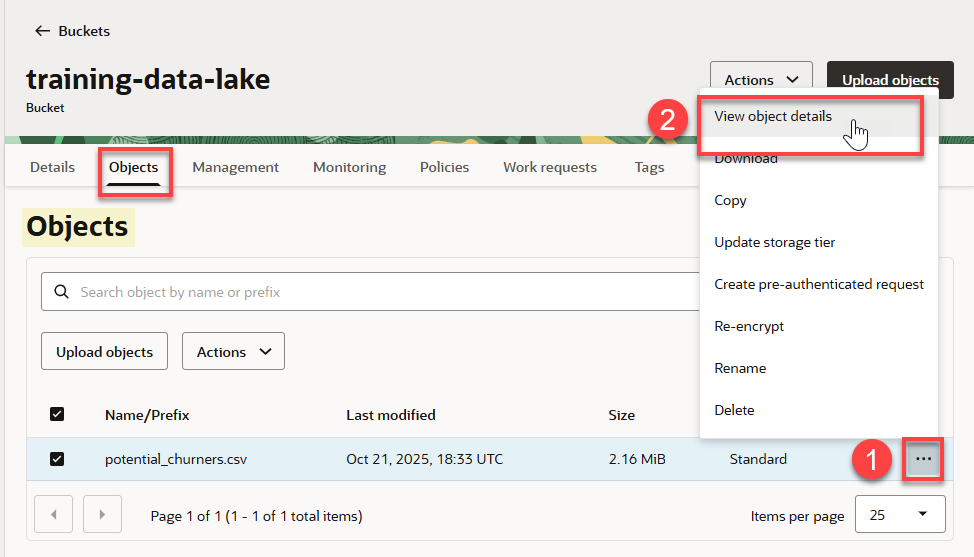 Buckets
training-data-lake
Bucket
Actions
Upload objects
2
View object details
Download
Copy
Update storage tier
Create pre-authenticated request
Re-encrypt
Rename
Delete
Details Objects Management Monitoring Policies Work requests Tags
Objects
Search object by name or prefix
Upload objects Actions
Name/Prefix Last modified Size
potential_churners.csv Oct 21, 2025, 18:33 UTC 2.16 MiB Standard 1 ...
Page 1 of 1 (1 - 1 of 1 total items) Items per page 25